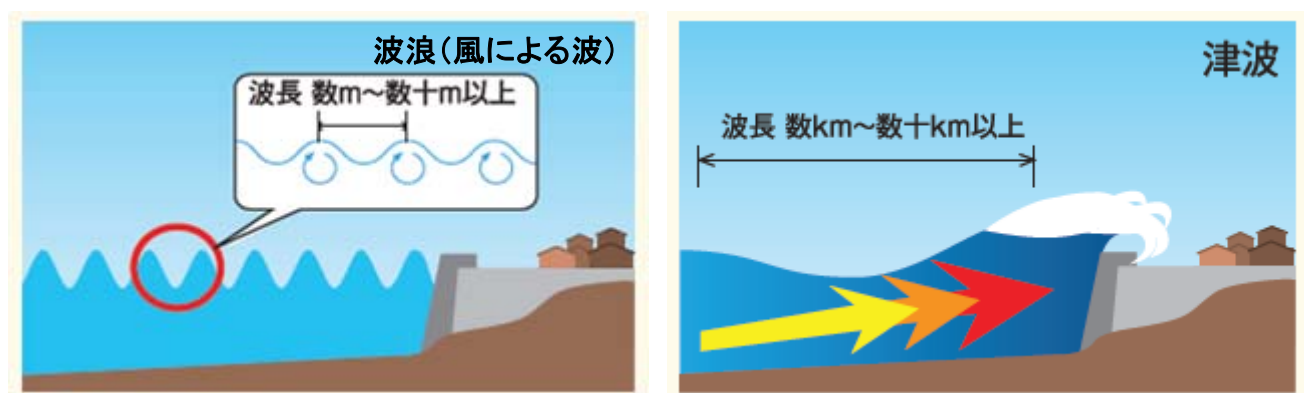 波浪(風による波)
波長 数m~数十m以上
津波
波長 数km~数十km以上